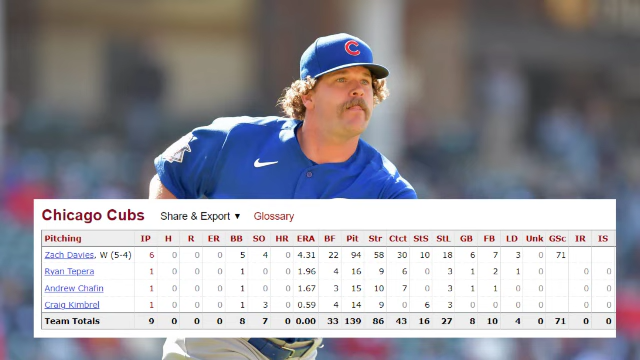 C
Chicago Cubs Share & Export ▼ Glossary
Pitching IP H R ER BB SO HR ERA BF Pit Str Ctct StS StL GB FB LD Unk GSc IR IS
Zach Davies, W (5-4) 6 0 0 0 5 4 0 4.31 22 94 58 30 10 18 6 7 3 0 71
Ryan Tepera 1 0 0 0 1 0 0 1.96 4 16 9 6 0 3 1 2 1 0 0 0
Andrew Chafin 1 0 0 0 1 0 0 1.67 3 15 10 7 0 3 1 1 0 0 0 0
Craig Kimbrel 1 0 0 0 1 3 0 0.59 4 14 9 0 6 3 0 0 0 0 0 0
Team Totals 9 0 0 0 8 7 0 0.00 33 139 86 43 16 27 8 10 4 0 71 0 0